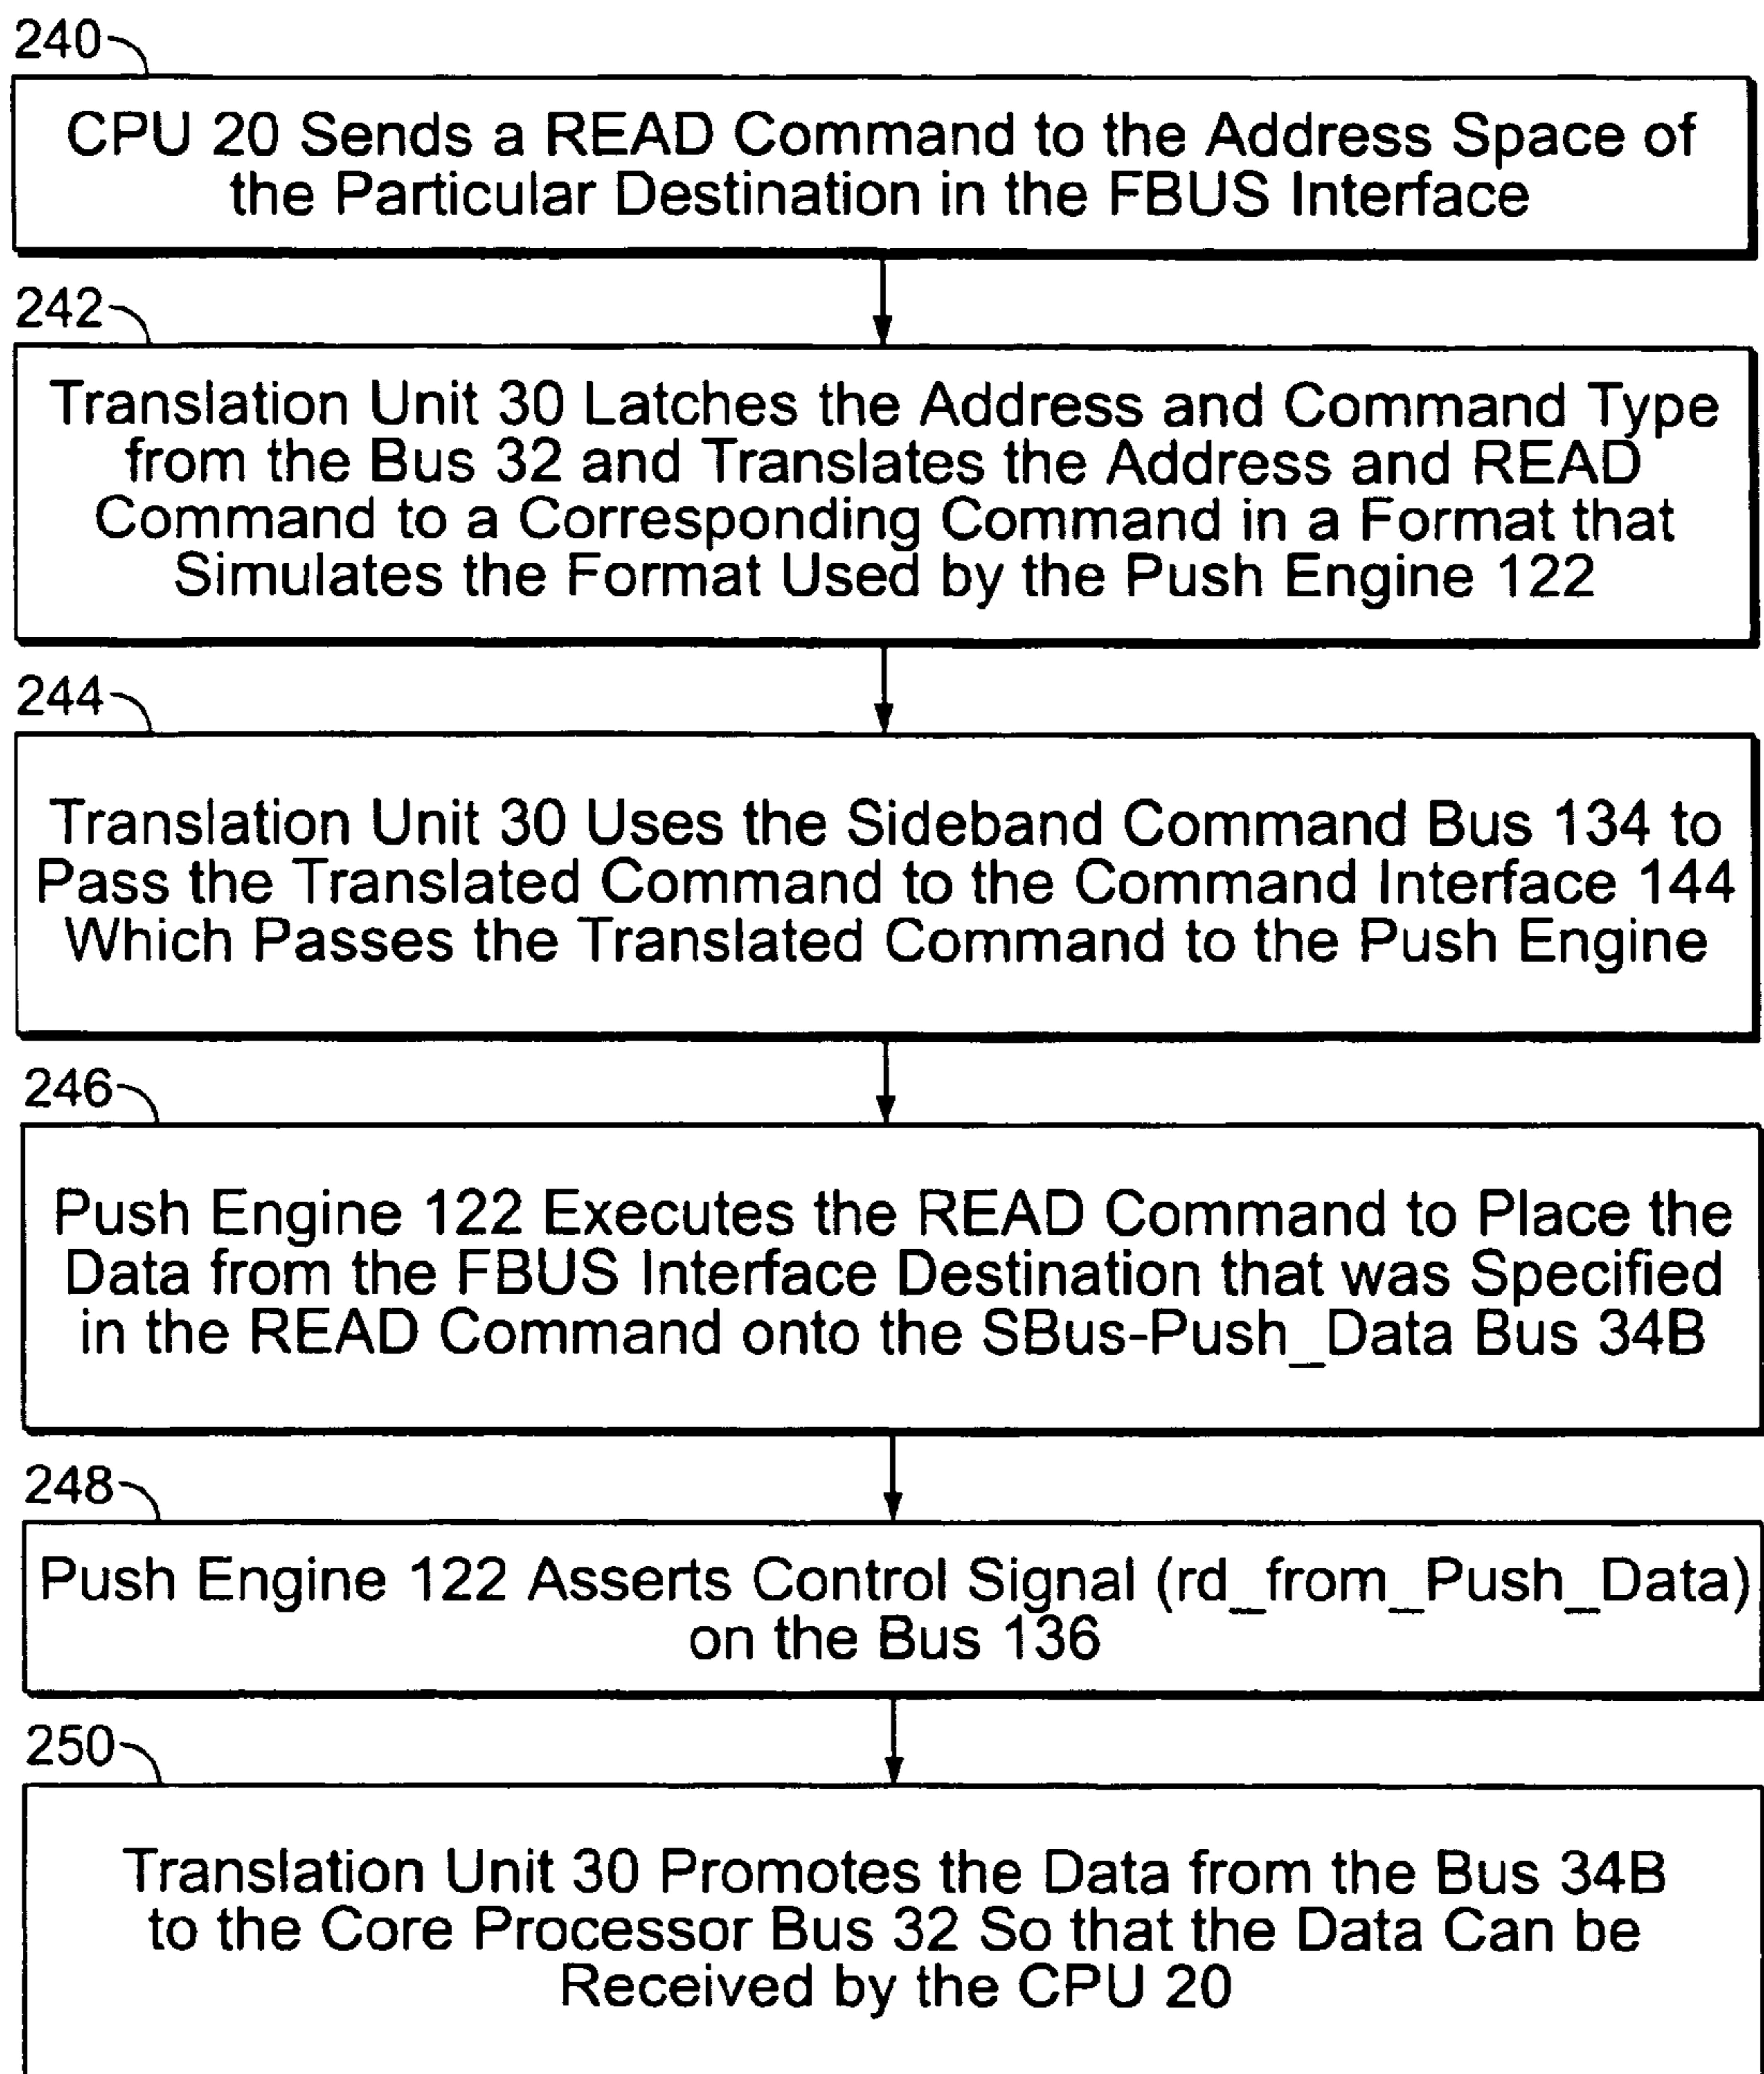 240
CPU 20 Sends a READ Command to the Address Space of
the Particular Destination in the FBUS Interface
242
Translation Unit 30 Latches the Address and Command Type
from the Bus 32 and Translates the Address and READ
Command to a Corresponding Command in a Format that
Simulates the Format Used by the Push Engine 122
244
Translation Unit 30 Uses the Sideband Command Bus 134 to
Pass the Translated Command to the Command Interface 144
Which Passes the Translated Command to the Push Engine
246
Push Engine 122 Executes the READ Command to Place the
Data from the FBUS Interface Destination that was Specified
in the READ Command onto the SBus-Push_Data Bus 34B
248
Push Engine 122 Asserts Control Signal (rd_from_Push_Data)
on the Bus 136
250
Translation Unit 30 Promotes the Data from the Bus 34B
to the Core Processor Bus 32 So that the Data Can be
Received by the CPU 20